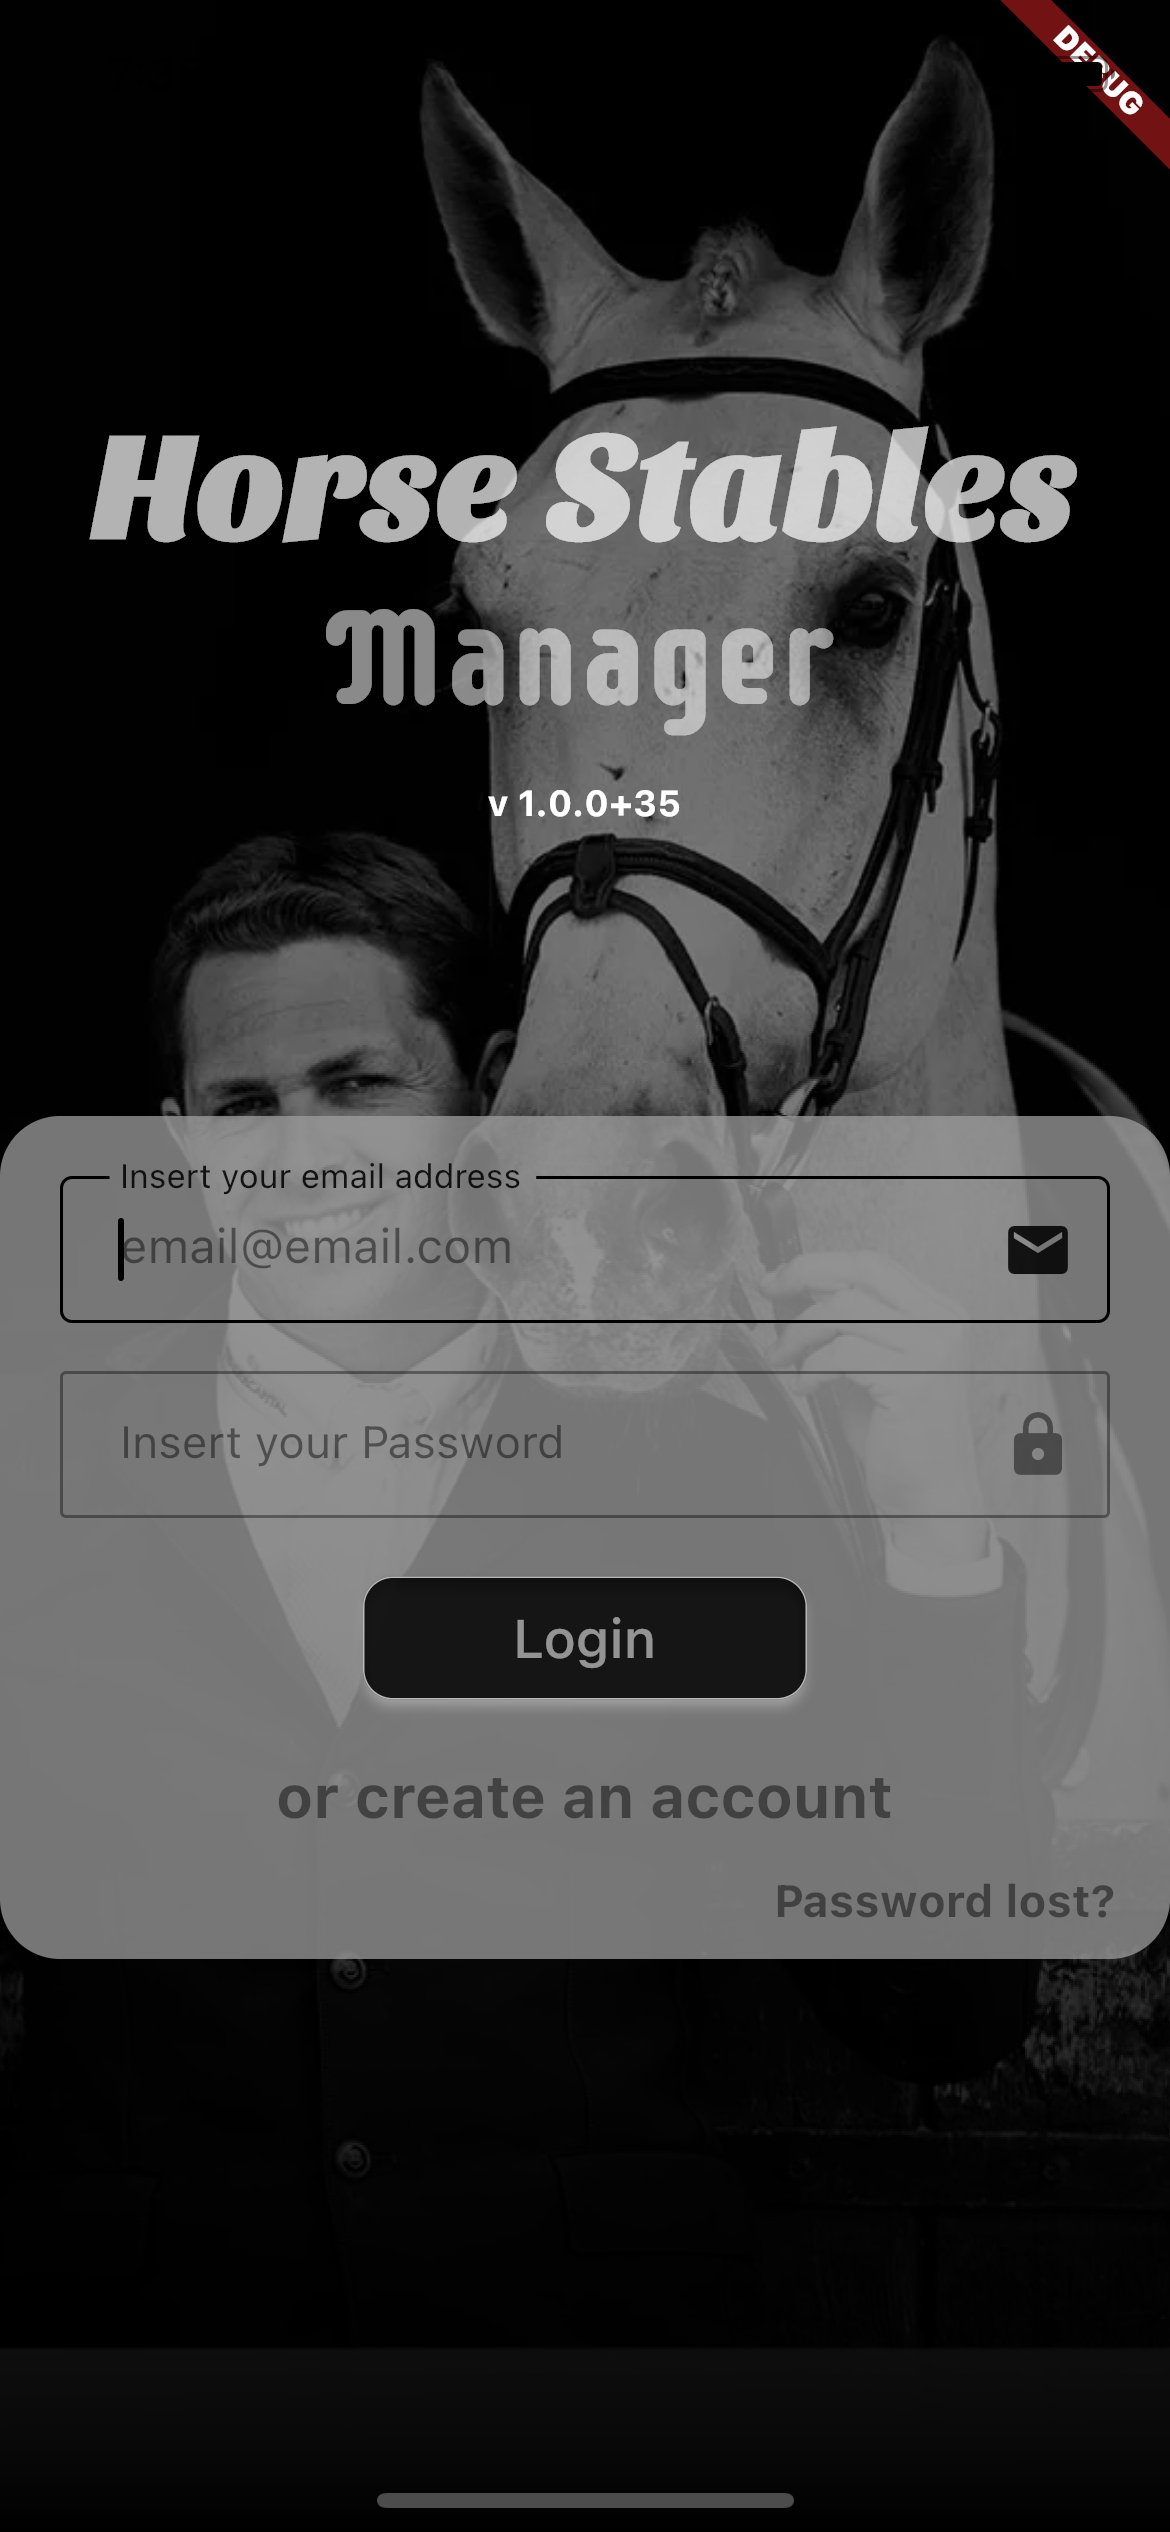 DEBUG
Horse Stables
Manager
v 1.0.0+35
Insert your email address
email@email.com
Insert your Password
Login
or create an account
Password lost?